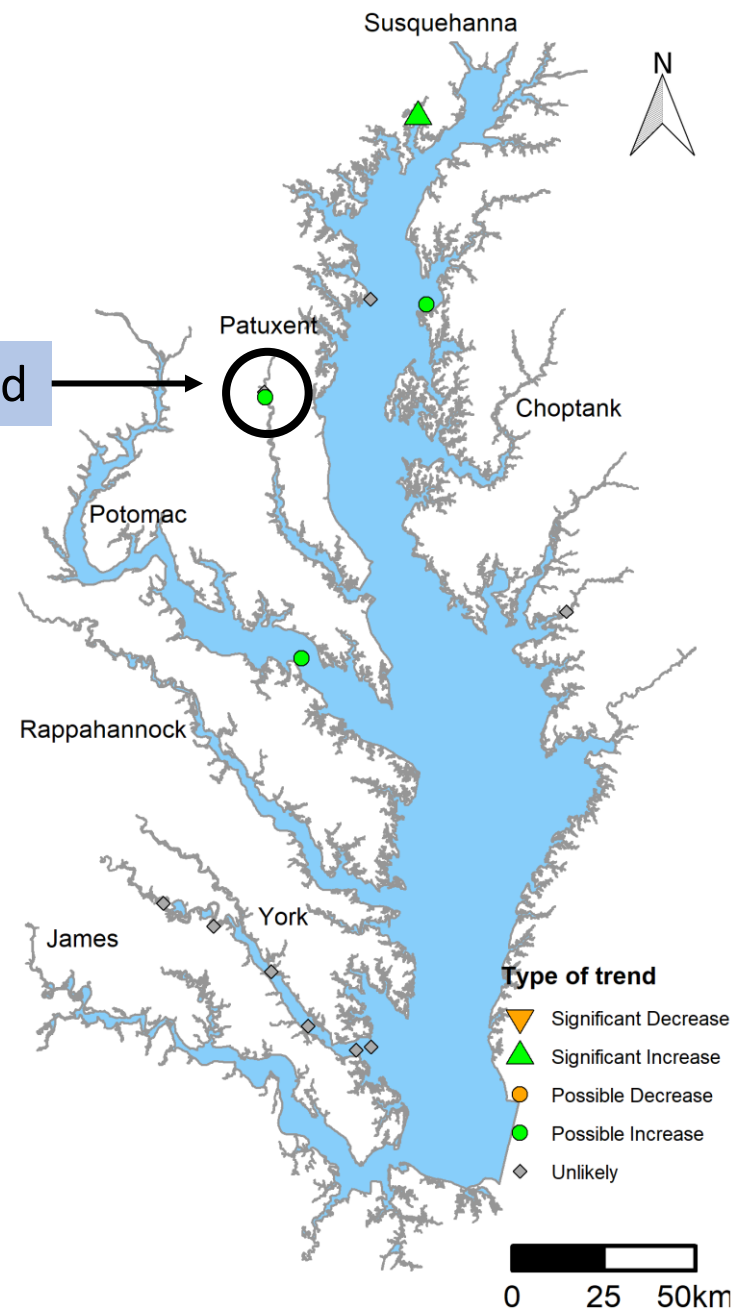 Susquehanna
N
Patuxent
d
Choptank
Potomac
Rappahannock
York
James
Type of trend
Significant Decrease
Significant Increase
Possible Decrease
Possible Increase
Unlikely
0 25 50km